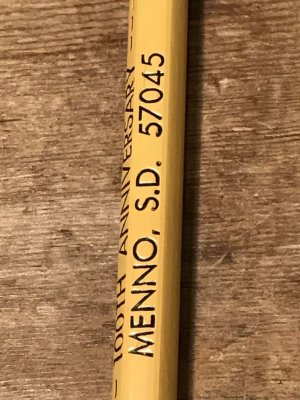 – 100TH ANNIVERSARY –
MENNO, S.D. 57045